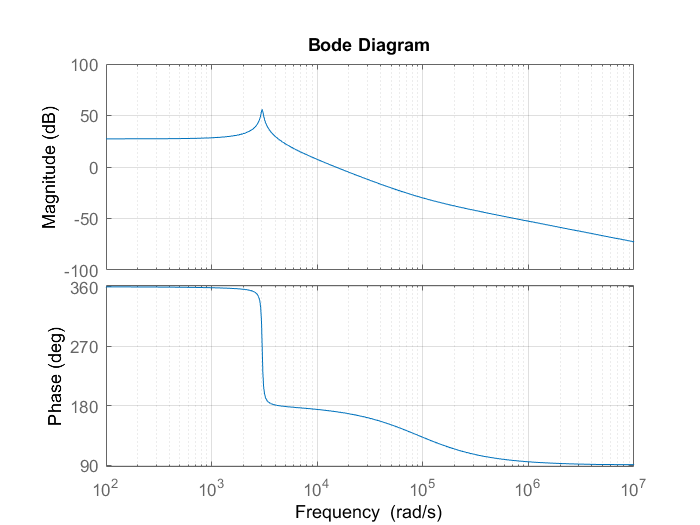 Bode Diagram
Magnitude (dB)
100
50
0
-50
-100
Phase (deg)
360
270
180
90
10^2 10^3 10^4 10^5 10^6 10^7
Frequency (rad/s)